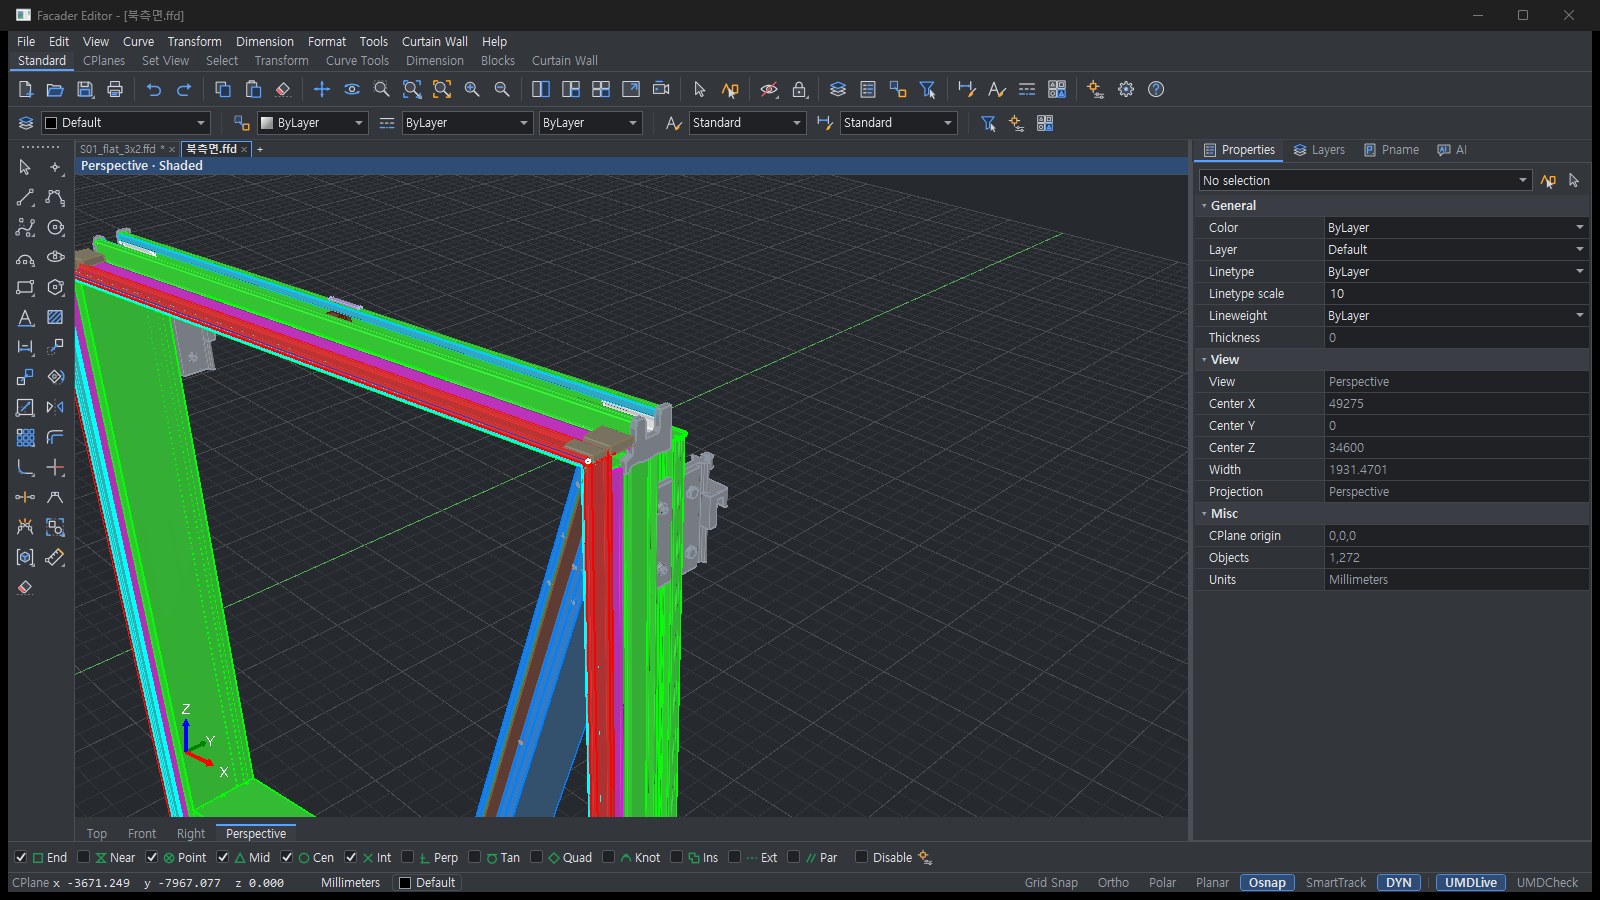 Facader Editor - [북측면.ffd]
File Edit View Curve Transform Dimension Format Tools Curtain Wall Help
Standard CPlanes Set View Select Transform Curve Tools Dimension Blocks Curtain Wall
Default ByLayer ByLayer ByLayer Standard Standard
S01_flat_3x2.ffd * × 북측면.ffd × +
Perspective · Shaded
Properties Layers Pname AI
No selection
General
Color ByLayer
Layer Default
Linetype ByLayer
Linetype scale 10
Lineweight ByLayer
Thickness 0
View
View Perspective
Center X 49275
Center Y 0
Center Z 34600
Width 1931.4701
Projection Perspective
Misc
CPlane origin 0,0,0
Objects 1,272
Units Millimeters
Z
Y
X
Top Front Right Perspective
End Near Point Mid Cen Int Perp Tan Quad Knot Ins Ext Par Disable
CPlane x -3671.249 y -7967.077 z 0.000 Millimeters Default Grid Snap Ortho Polar Planar Osnap SmartTrack DYN UMDLive UMDCheck